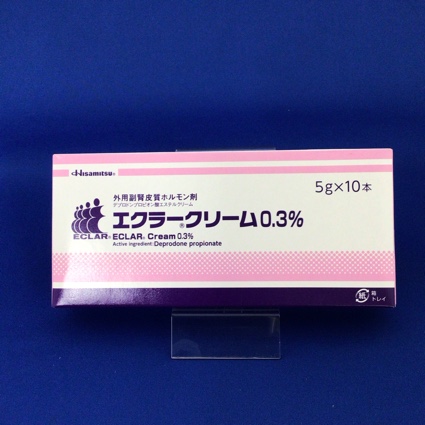 Hisamitsu®
5g×10本
外用副腎皮質ホルモン剤
デプロドンプロピオン酸エステルクリーム
エクラー®クリーム0.3%
ECLAR®
ECLAR® Cream 0.3%
Active ingredient: Deprodone propionate
紙
箱
トレイ